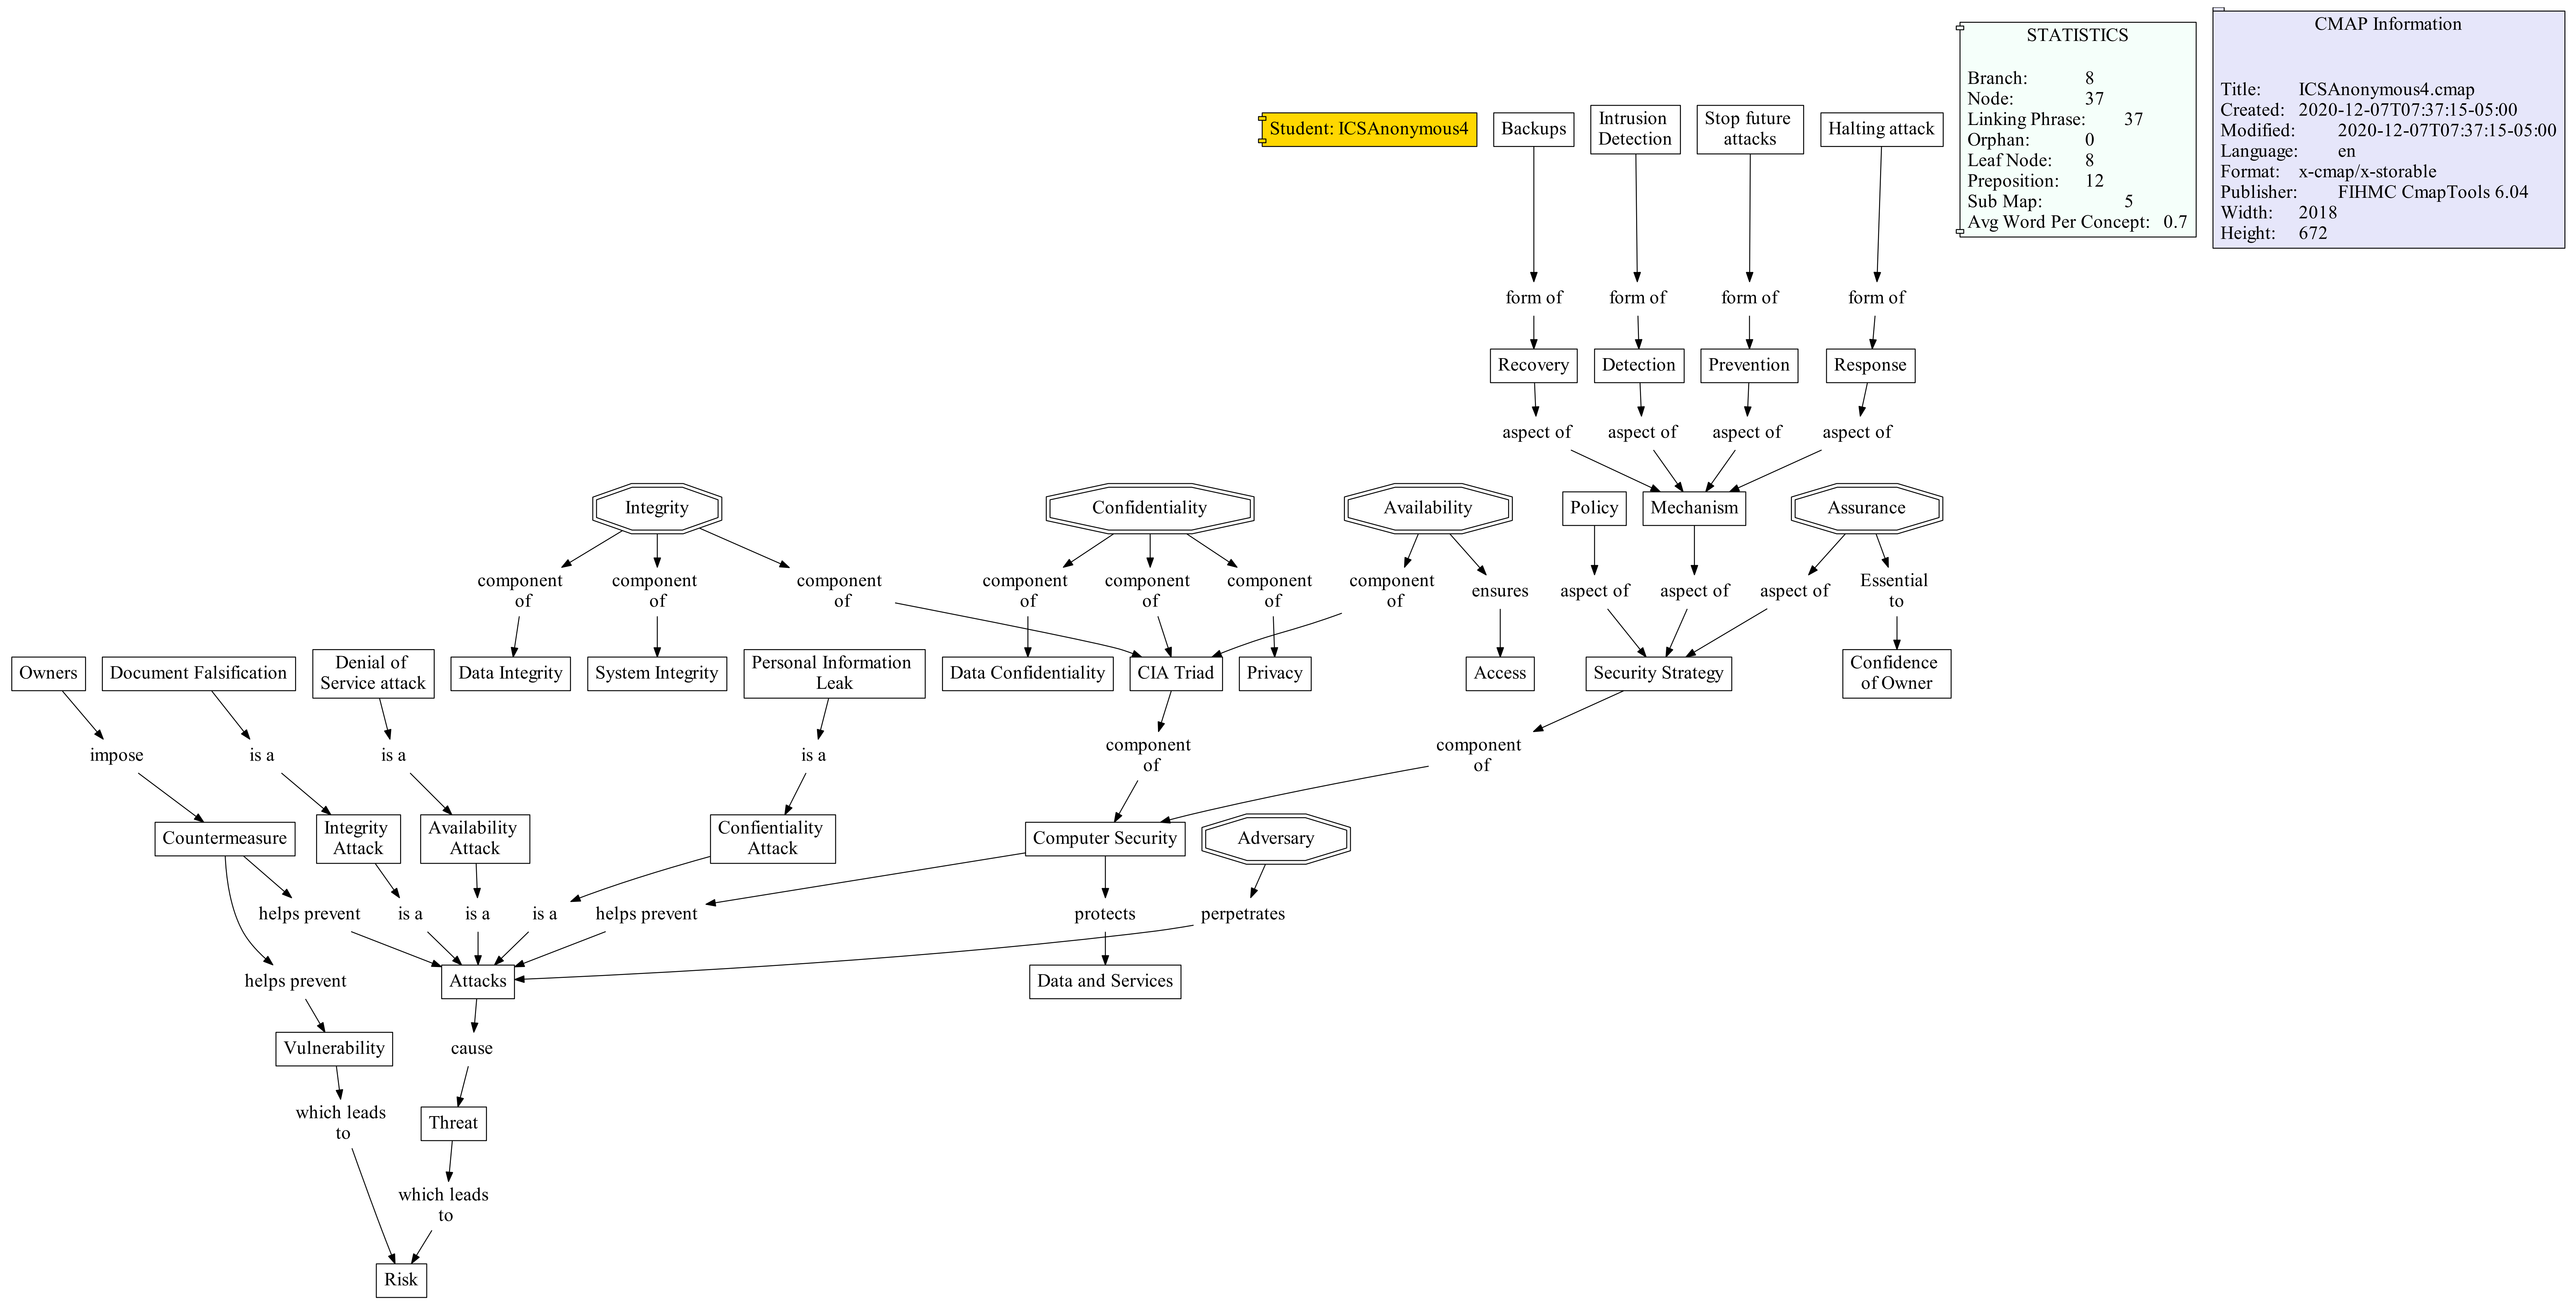 CMAP Information
STATISTICS
Title: ICSAnonymous4.cmap
Created: 2020-12-07T07:37:15-05:00
Modified: 2020-12-07T07:37:15-05:00
Language: en
Format: x-cmap/x-storable
Publisher: FIHMC CmapTools 6.04
Width: 2018
Height: 672
Branch: 8
Node: 37
Linking Phrase: 37
Orphan: 0
Leaf Node: 8
Preposition: 12
Sub Map: 5
Avg Word Per Concept: 0.7
Student: ICSAnonymous4
Backups
Intrusion
Detection
Stop future
attacks
Halting attack
form of
form of
form of
form of
Recovery
Detection
Prevention
Response
aspect of
aspect of
aspect of
aspect of
Integrity
Confidentiality
Availability
Policy
Mechanism
Assurance
component
of
component
of
component
of
component
of
component
of
component
of
component
of
ensures
aspect of
aspect of
aspect of
Essential
to
Owners
Document Falsification
Denial of
Service attack
Data Integrity
System Integrity
Personal Information
Leak
Data Confidentiality
CIA Triad
Privacy
Access
Security Strategy
Confidence
of Owner
impose
is a
is a
is a
component
of
component
of
Countermeasure
Integrity
Attack
Availability
Attack
Confientiality
Attack
Computer Security
Adversary
helps prevent
is a
is a
is a
helps prevent
protects
perpetrates
helps prevent
Attacks
Data and Services
Vulnerability
cause
which leads
to
Threat
which leads
to
Risk